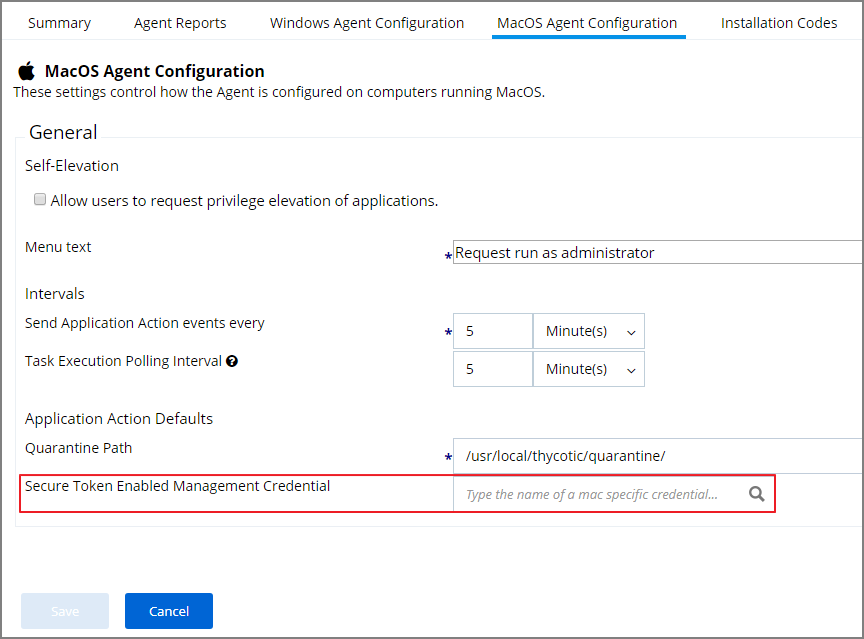 Summary Agent Reports Windows Agent Configuration MacOS Agent Configuration Installation Codes
MacOS Agent Configuration
These settings control how the Agent is configured on computers running MacOS.
General
Self-Elevation
Allow users to request privilege elevation of applications.
Menu text * Request run as administrator
Intervals
Send Application Action events every * 5 Minute(s)
Task Execution Polling Interval ? 5 Minute(s)
Application Action Defaults
Quarantine Path * /usr/local/thycotic/quarantine/
Secure Token Enabled Management Credential Type the name of a mac specific credential...
Save Cancel